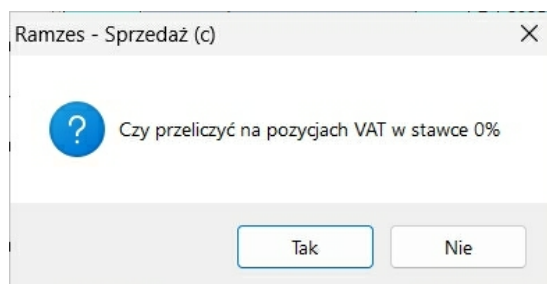 Ramzes - Sprzedaż (c)
Czy przeliczyć na pozycjach VAT w stawce 0%
Tak
Nie